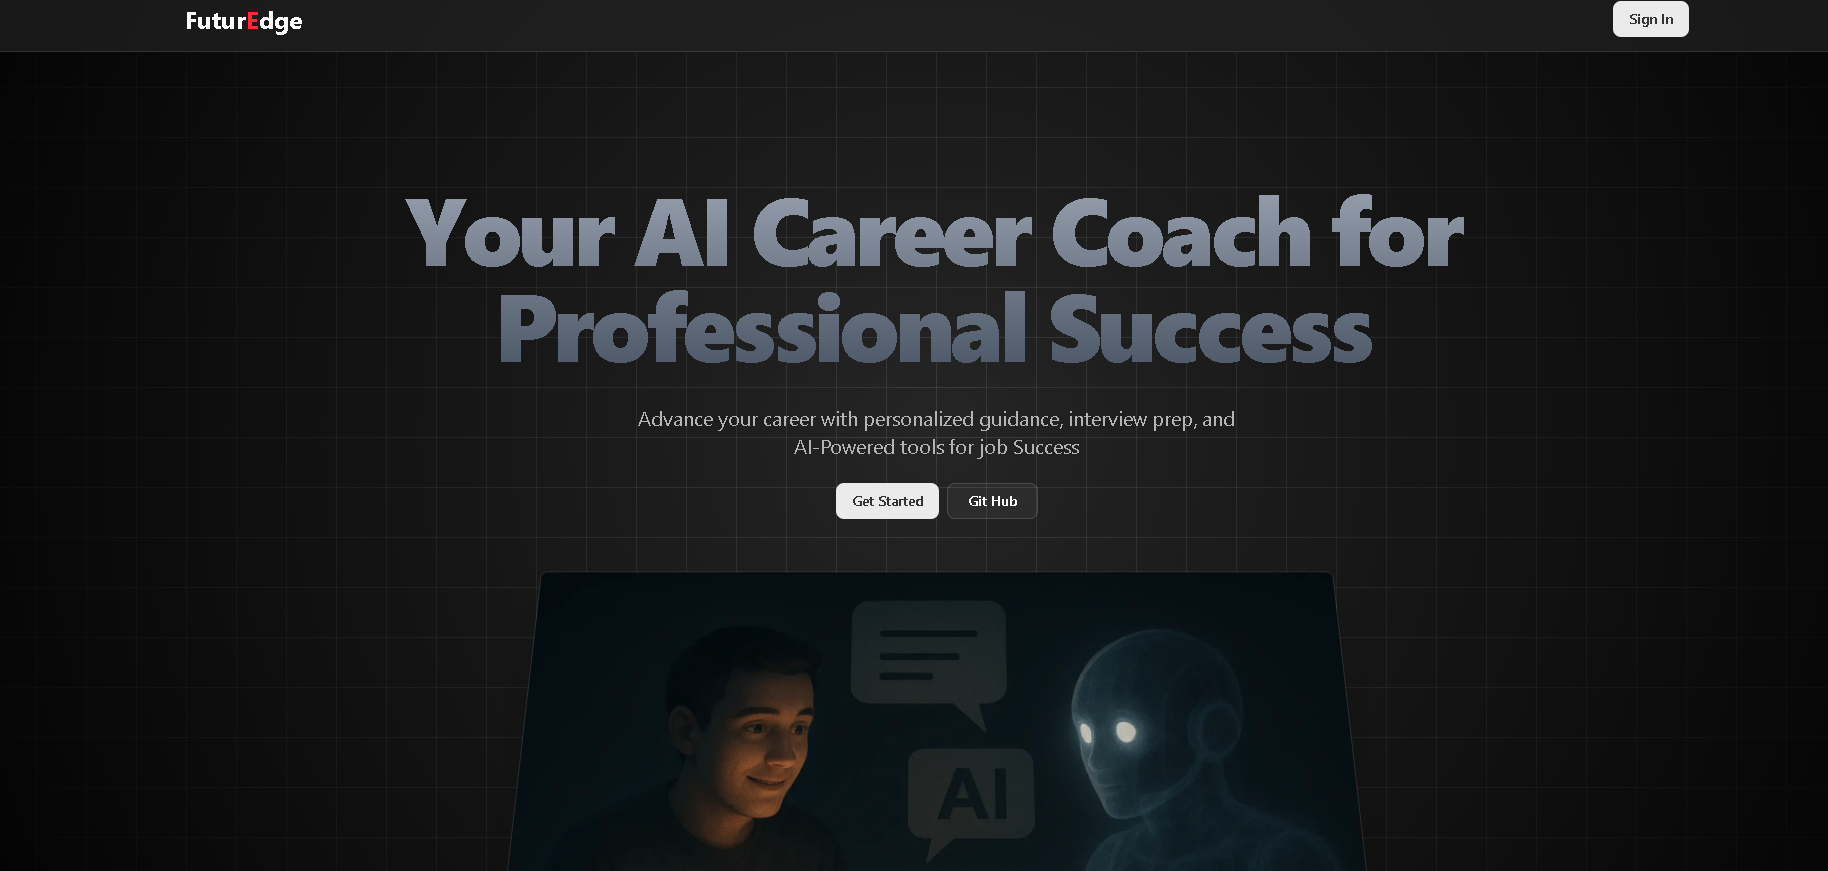 FuturEdge
Sign In
Your AI Career Coach for
Professional Success
Advance your career with personalized guidance, interview prep, and
AI-Powered tools for job Success
Get Started
Git Hub
AI